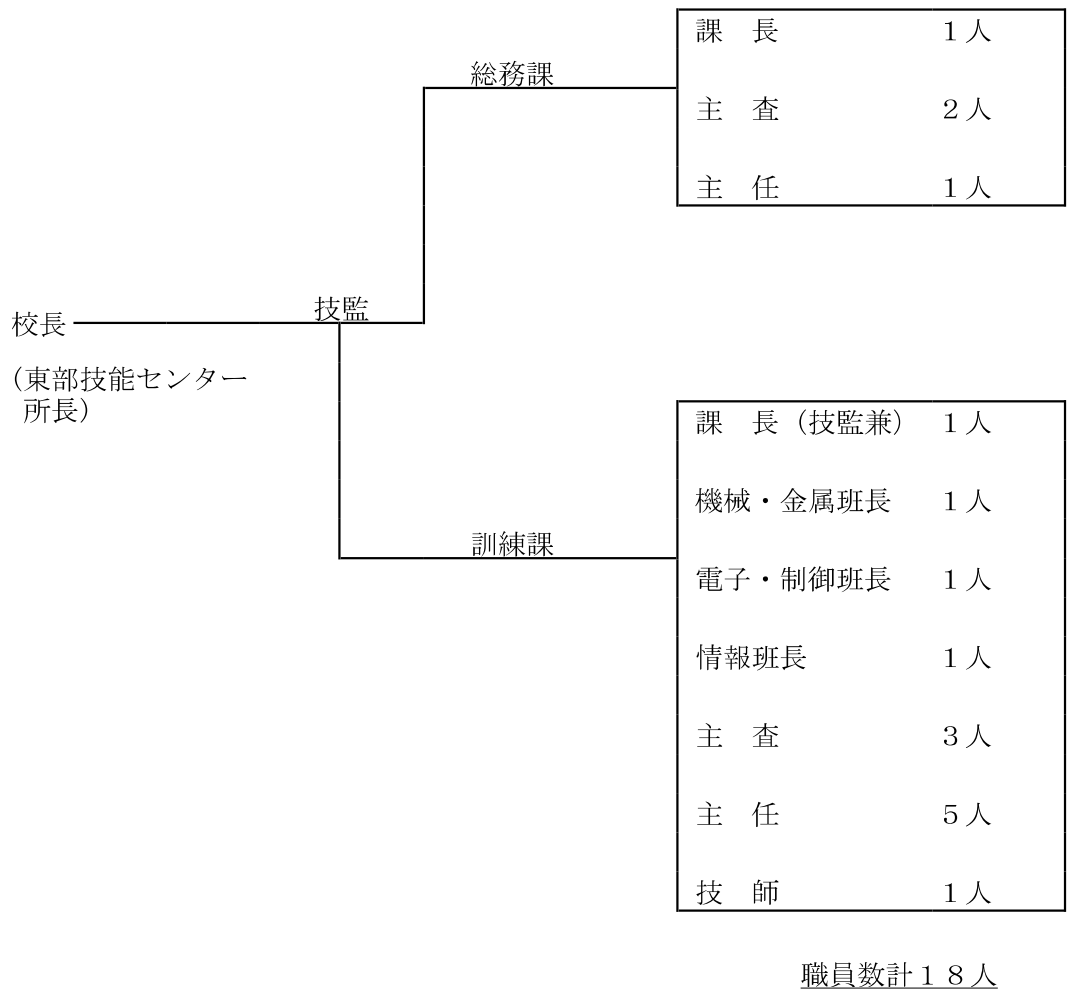 課　長　　　　　１人
総務課
主　査　　　　　２人
主　任　　　　　１人
技監
校長
（東部技能センター
所長）
課　長（技監兼）　１人
機械・金属班長　１人
訓練課
電子・制御班長　１人
情報班長　　　　１人
主　査　　　　　３人
主　任　　　　　５人
技　師　　　　　１人
職員数計１８人